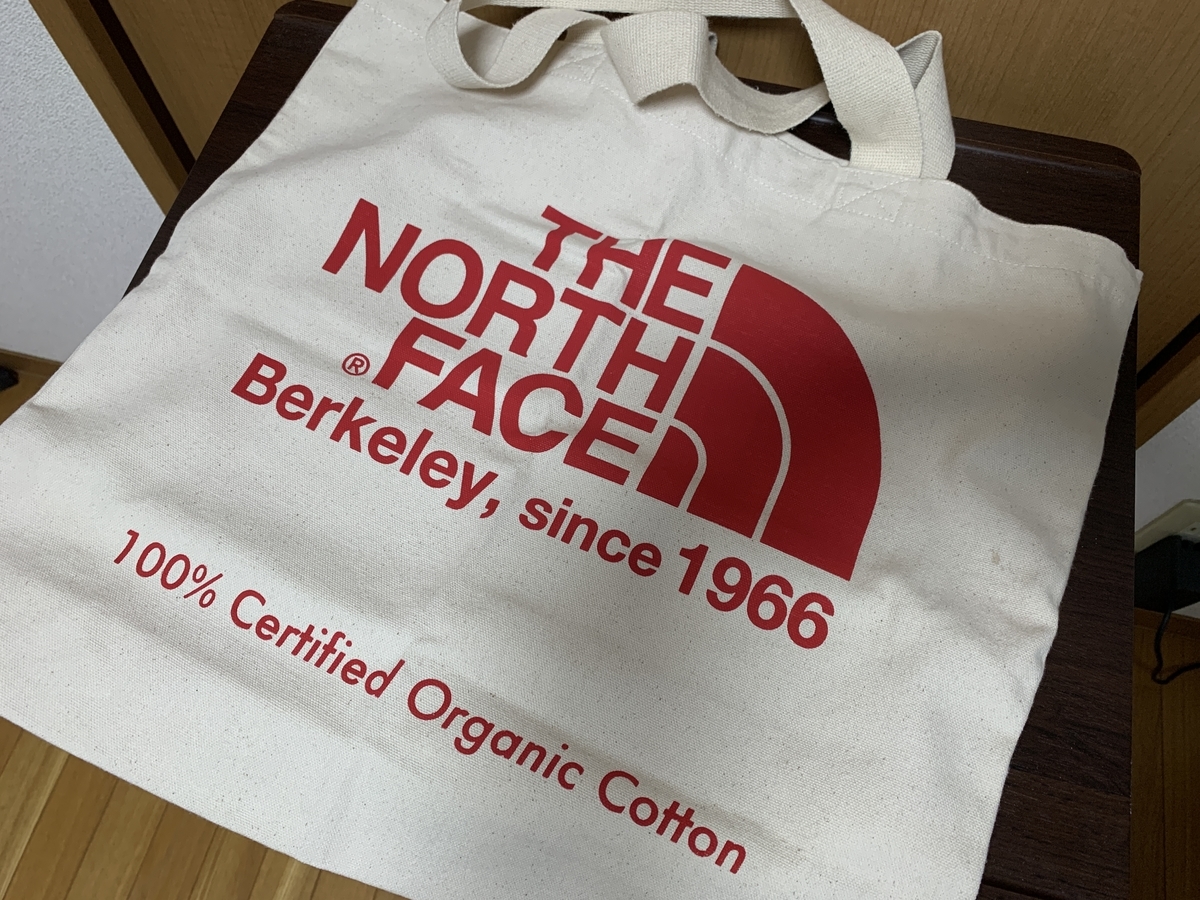 THE
NORTH
FACE
®
Berkeley, since 1966
100% Certified Organic Cotton